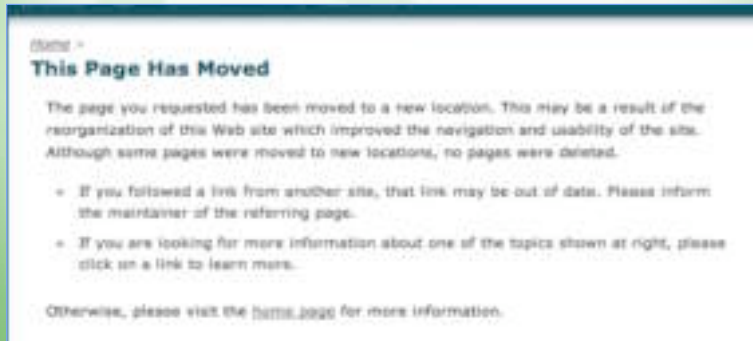 Home >
This Page Has Moved
The page you requested has been moved to a new location. This may be a result of the
reorganization of this Web site which improved the navigation and usability of the site.
Although some pages were moved to new locations, no pages were deleted.
If you followed a link from another site, that link may be out of date. Please inform
the maintainer of the referring page.
If you are looking for more information about one of the topics shown at right, please
click on a link to learn more.
Otherwise, please visit the home page for more information.